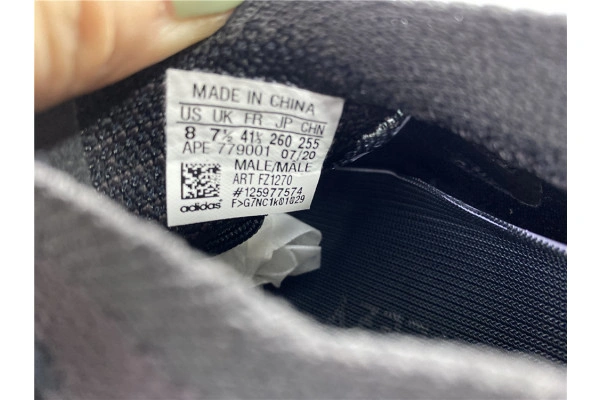 MADE IN CHINA
US UK FR JP CHN
8 7½ 41⅓ 260 255
APE 779001 07/20
MALE/MALE
ART FZ1270
#125977574
adidas F>G7NC1k01029